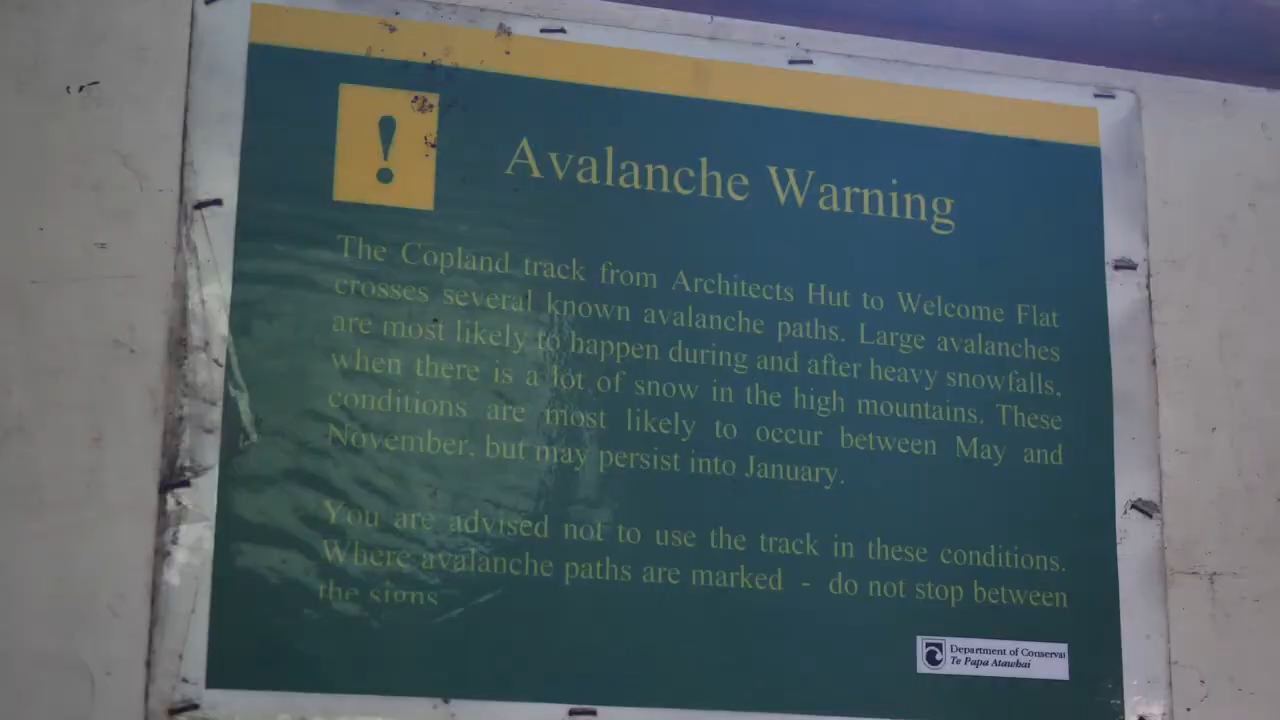 !
Avalanche Warning
The Copland track from Architects Hut to Welcome Flat
crosses several known avalanche paths. Large avalanches
are most likely to happen during and after heavy snowfalls,
when there is a lot of snow in the high mountains. These
conditions are most likely to occur between May and
November, but may persist into January.
You are advised not to use the track in these conditions.
Where avalanche paths are marked - do not stop between
the signs
Department of Conservat
Te Papa Atawhai